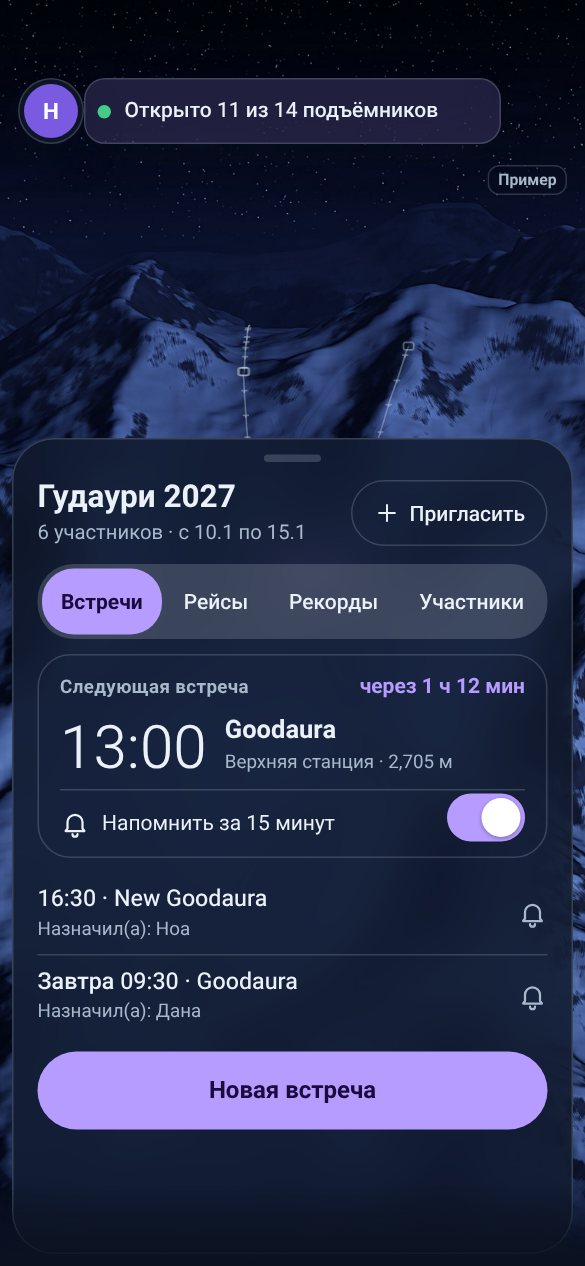 Н
Открыто 11 из 14 подъёмников
Пример
Гудаури 2027
6 участников · с 10.1 по 15.1
Пригласить
Встречи Рейсы Рекорды Участники
Следующая встреча
через 1 ч 12 мин
13:00
Goodaura
Верхняя станция · 2,705 м
Напомнить за 15 минут
16:30 · New Goodaura
Назначил(а): Ноа
Завтра 09:30 · Goodaura
Назначил(а): Дана
Новая встреча